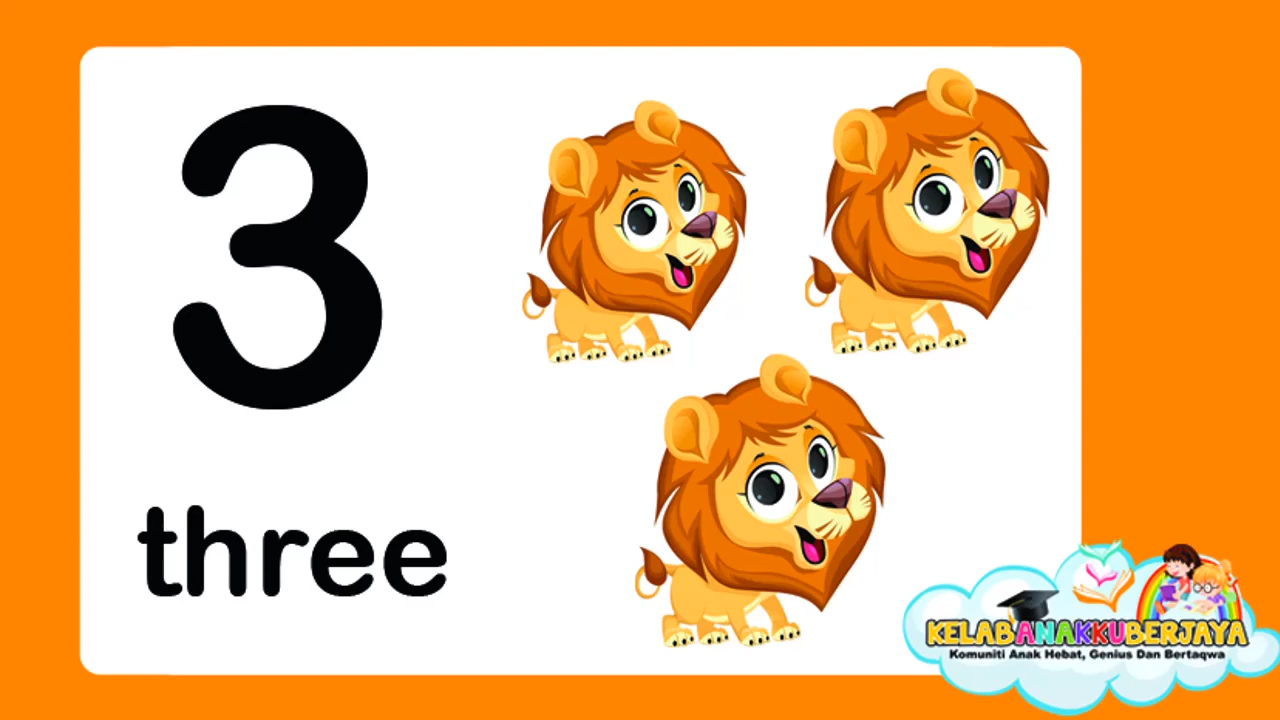 3
three
KELABANAKKUBERJAYA
Komuniti Anak Hebat, Genius Dan Bertaqwa